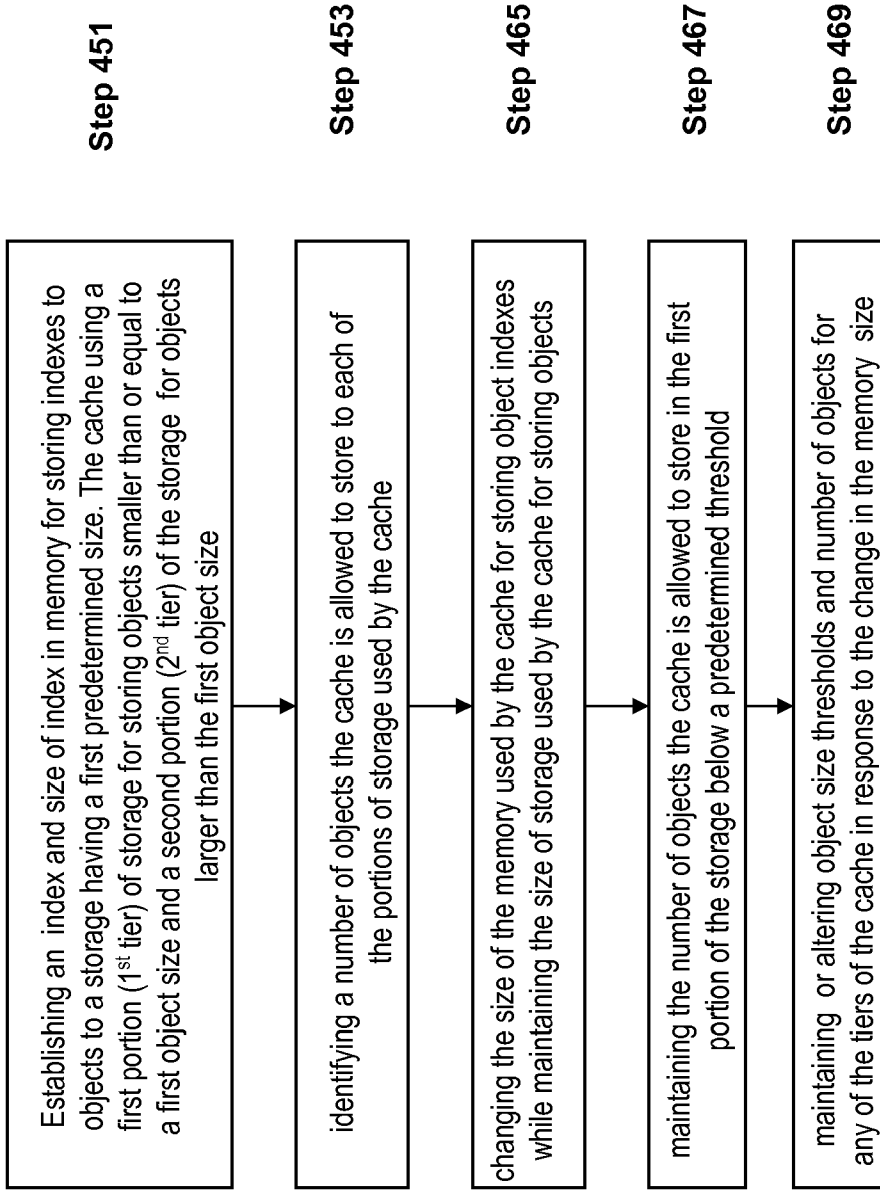 Establishing an index and size of index in memory for storing indexes to
objects to a storage having a first predetermined size. The cache using a
first portion (1st tier) of storage for storing objects smaller than or equal to
a first object size and a second portion (2nd tier) of the storage for objects
larger than the first object size
Step 451
identifying a number of objects the cache is allowed to store to each of
the portions of storage used by the cache
Step 453
changing the size of the memory used by the cache for storing object indexes
while maintaining the size of storage used by the cache for storing objects
Step 465
maintaining the number of objects the cache is allowed to store in the first
portion of the storage below a predetermined threshold
Step 467
maintaining or altering object size thresholds and number of objects for
any of the tiers of the cache in response to the change in the memory size
Step 469